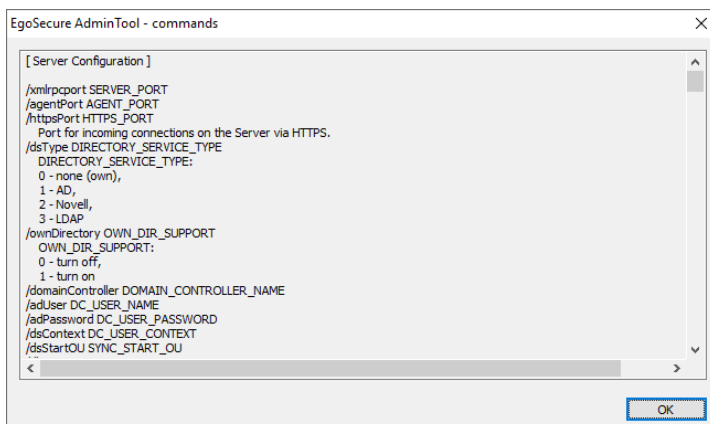 EgoSecure AdminTool - commands
[ Server Configuration ]
/xmlrpcport SERVER_PORT
/agentPort AGENT_PORT
/httpsPort HTTPS_PORT
Port for incoming connections on the Server via HTTPS.
/dsType DIRECTORY_SERVICE_TYPE
DIRECTORY_SERVICE_TYPE:
0 - none (own),
1 - AD,
2 - Novell,
3 - LDAP
/ownDirectory OWN_DIR_SUPPORT
OWN_DIR_SUPPORT:
0 - turn off,
1 - turn on
/domainController DOMAIN_CONTROLLER_NAME
/adUser DC_USER_NAME
/adPassword DC_USER_PASSWORD
/dsContext DC_USER_CONTEXT
/dsStartOU SYNC_START_OU
OK